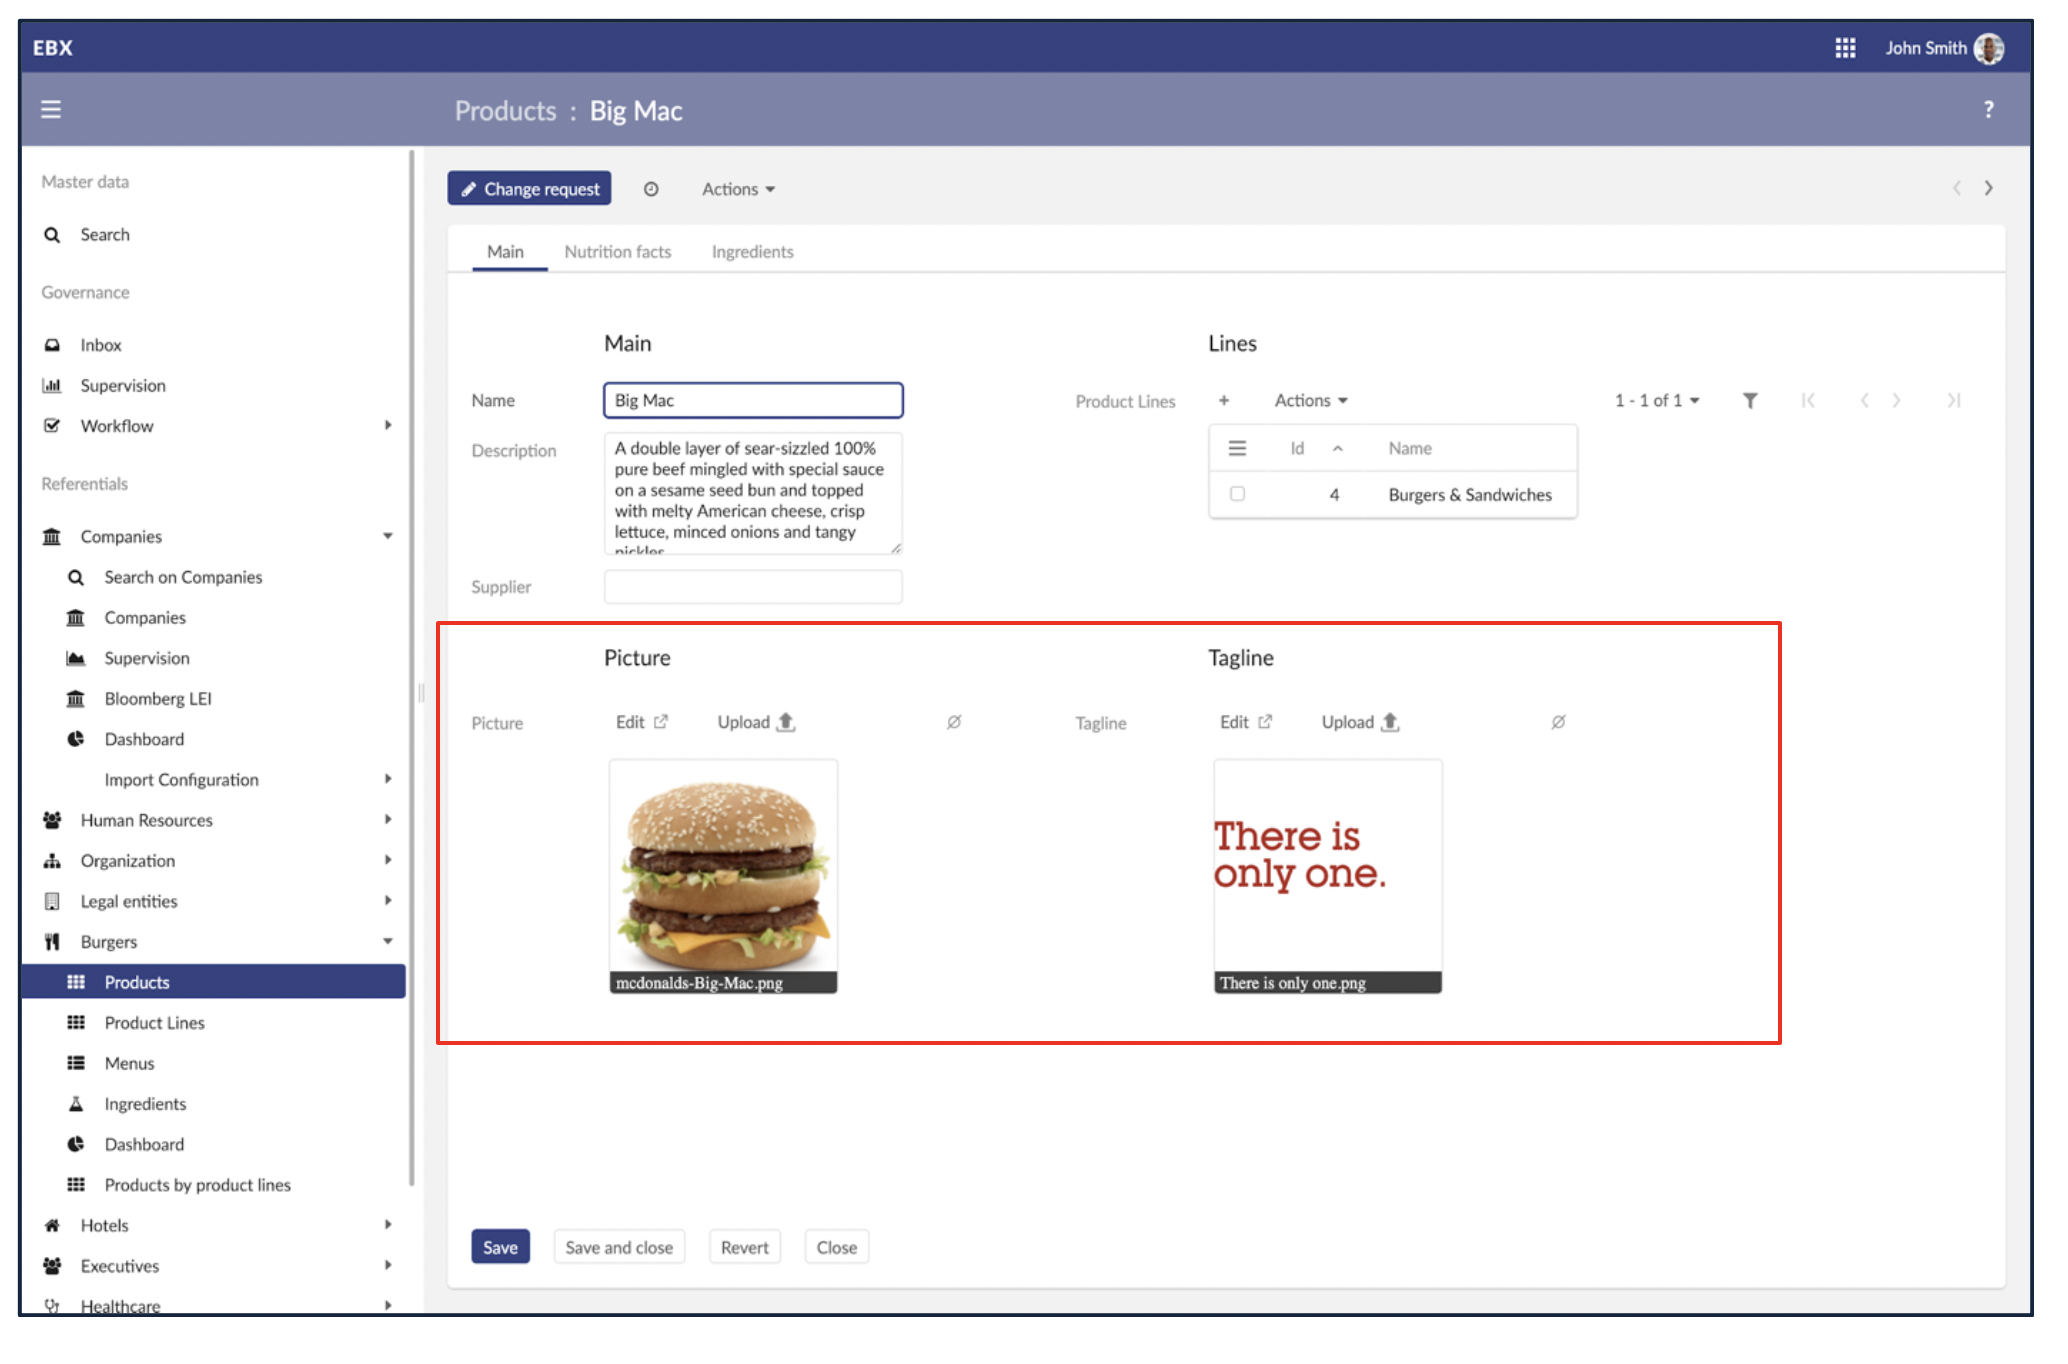 EBX
John Smith
Products : Big Mac
?
Master data
Search
Governance
Inbox
Supervision
Workflow
Referentials
Companies
Search on Companies
Companies
Supervision
Bloomberg LEI
Dashboard
Import Configuration
Human Resources
Organization
Legal entities
Burgers
Products
Product Lines
Menus
Ingredients
Dashboard
Products by product lines
Hotels
Executives
Healthcare
Change request Actions
Main Nutrition facts Ingredients
Main
Name Big Mac
Description
A double layer of sear-sizzled 100%
pure beef mingled with special sauce
on a sesame seed bun and topped
with melty American cheese, crisp
lettuce, minced onions and tangy
pickles
Supplier
Lines
Product Lines + Actions 1 - 1 of 1
Id Name
4 Burgers & Sandwiches
Picture
Picture Edit Upload
mcdonalds-Big-Mac.png
Tagline
Tagline Edit Upload
There is
only one.
There is only one.png
Save Save and close Revert Close